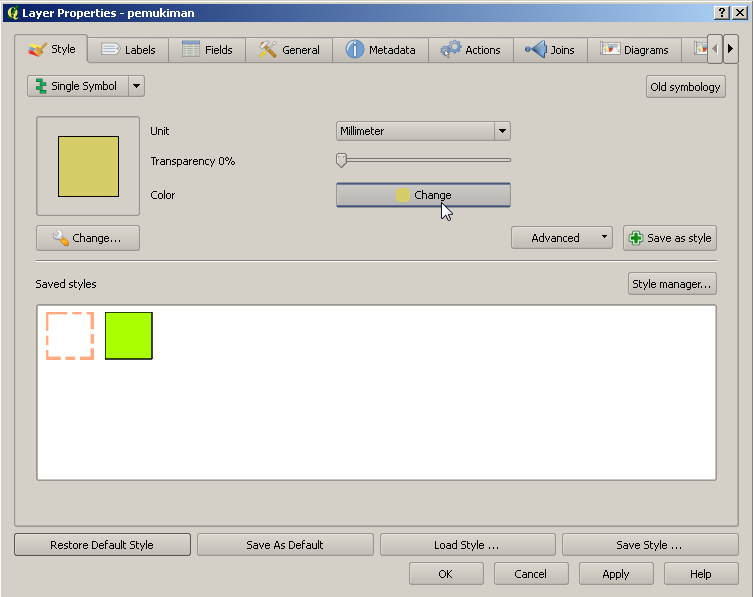 Layer Properties - pemukiman
Style Labels Fields General Metadata Actions Joins Diagrams
Single Symbol Old symbology
Unit Millimeter
Transparency 0%
Color Change
Change... Advanced Save as style
Saved styles Style manager...
Restore Default Style Save As Default Load Style ... Save Style ...
OK Cancel Apply Help